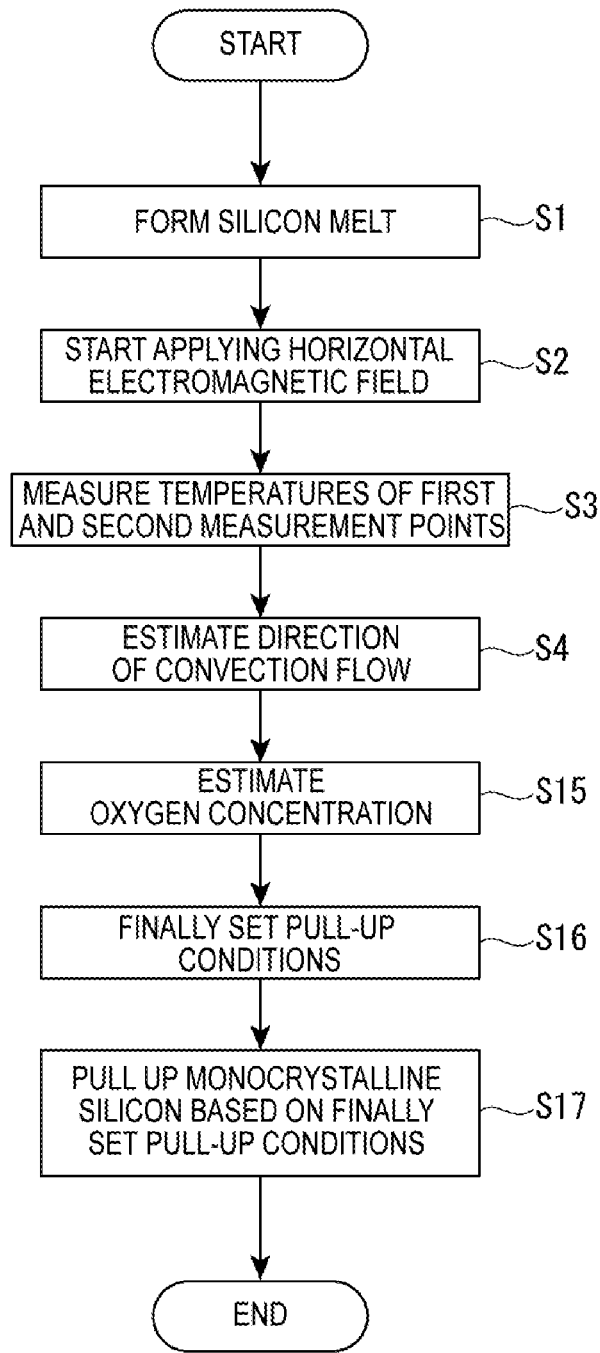 START
FORM SILICON MELT
S1
START APPLYING HORIZONTAL
ELECTROMAGNETIC FIELD
S2
MEASURE TEMPERATURES OF FIRST
AND SECOND MEASUREMENT POINTS
S3
ESTIMATE DIRECTION
OF CONVECTION FLOW
S4
ESTIMATE
OXYGEN CONCENTRATION
S15
FINALLY SET PULL-UP
CONDITIONS
S16
PULL UP MONOCRYSTALLINE
SILICON BASED ON FINALLY
SET PULL-UP CONDITIONS
S17
END